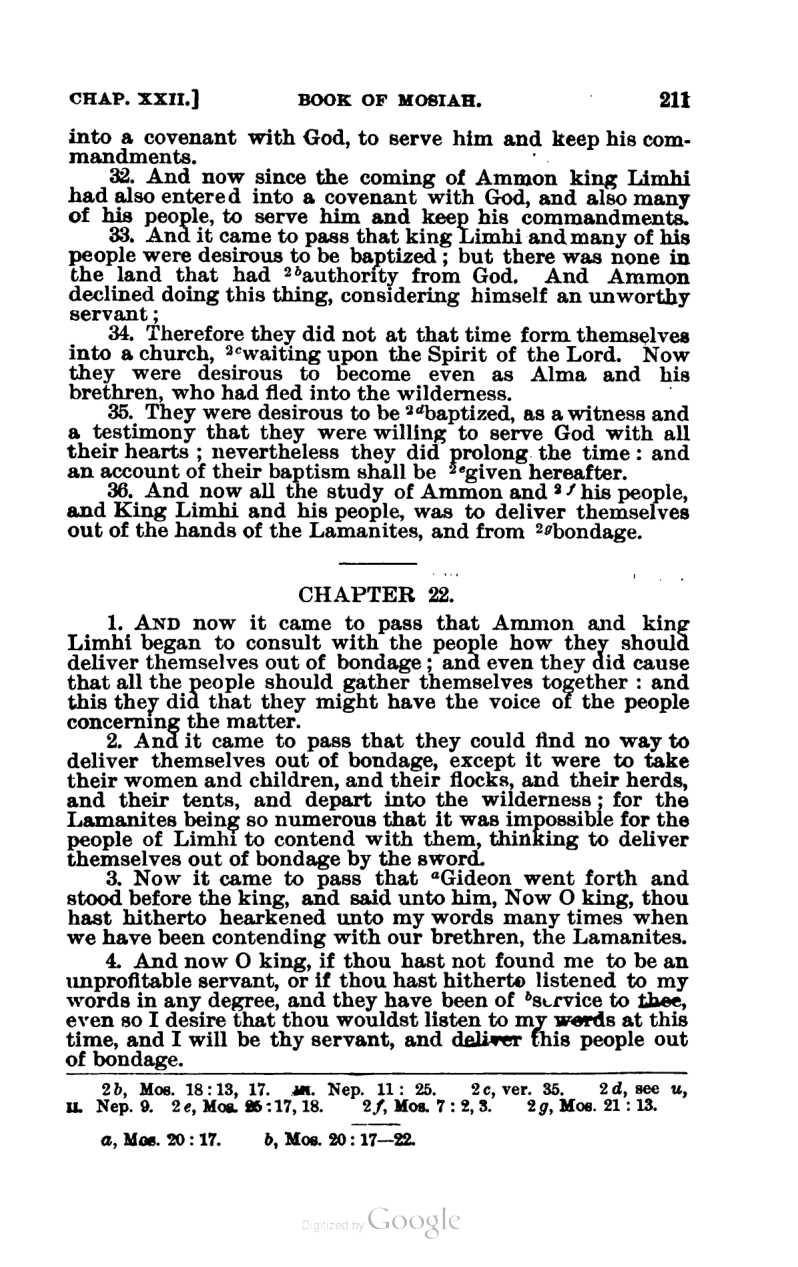 CHAP. XXII.] BOOK OF MOSIAH. 211
into a covenant with God, to serve him and keep his com-
mandments.
32. And now since the coming of Ammon king Limhi
had also entered into a covenant with God, and also many
of his people, to serve him and keep his commandments.
33. And it came to pass that king Limhi and many of his
people were desirous to be baptized; but there was none in
the land that had 2bauthority from God. And Ammon
declined doing this thing, considering himself an unworthy
servant;
34. Therefore they did not at that time form themselves
into a church, 2cwaiting upon the Spirit of the Lord. Now
they were desirous to become even as Alma and his
brethren, who had fled into the wilderness.
35. They were desirous to be 2dbaptized, as a witness and
a testimony that they were willing to serve God with all
their hearts; nevertheless they did prolong the time: and
an account of their baptism shall be 2egiven hereafter.
36. And now all the study of Ammon and 2f his people,
and King Limhi and his people, was to deliver themselves
out of the hands of the Lamanites, and from 2gbondage.
CHAPTER 22.
1. AND now it came to pass that Ammon and king
Limhi began to consult with the people how they should
deliver themselves out of bondage; and even they did cause
that all the people should gather themselves together: and
this they did that they might have the voice of the people
concerning the matter.
2. And it came to pass that they could find no way to
deliver themselves out of bondage, except it were to take
their women and children, and their flocks, and their herds,
and their tents, and depart into the wilderness; for the
Lamanites being so numerous that it was impossible for the
people of Limhi to contend with them, thinking to deliver
themselves out of bondage by the sword.
3. Now it came to pass that aGideon went forth and
stood before the king, and said unto him, Now O king, thou
hast hitherto hearkened unto my words many times when
we have been contending with our brethren, the Lamanites.
4. And now O king, if thou hast not found me to be an
unprofitable servant, or if thou hast hitherto listened to my
words in any degree, and they have been of bservice to thee,
even so I desire that thou wouldst listen to my words at this
time, and I will be thy servant, and deliver this people out
of bondage.
2b, Mos. 18:13, 17. Nep. 11: 25. 2c, ver. 35. 2d, see u,
II. Nep. 9. 2e, Mos. 25:17, 18. 2f, Mos. 7:2, 3. 2g, Mos. 21:13.
a, Mos. 20:17. b, Mos. 20:17—22.
Digitized by Google